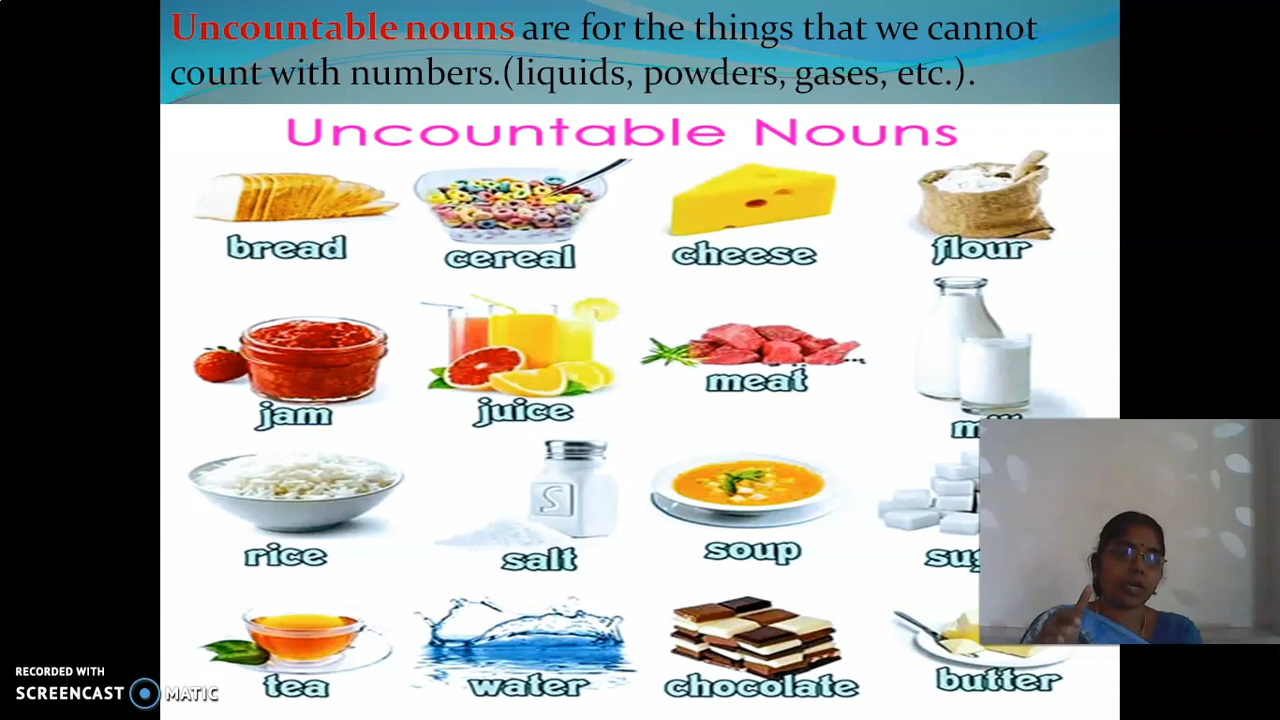 Uncountable nouns are for the things that we cannot
count with numbers.(liquids, powders, gases, etc.).
Uncountable Nouns
bread cereal cheese flour
jam juice meat
rice salt soup
tea water chocolate butter
RECORDED WITH
SCREENCAST MATIC